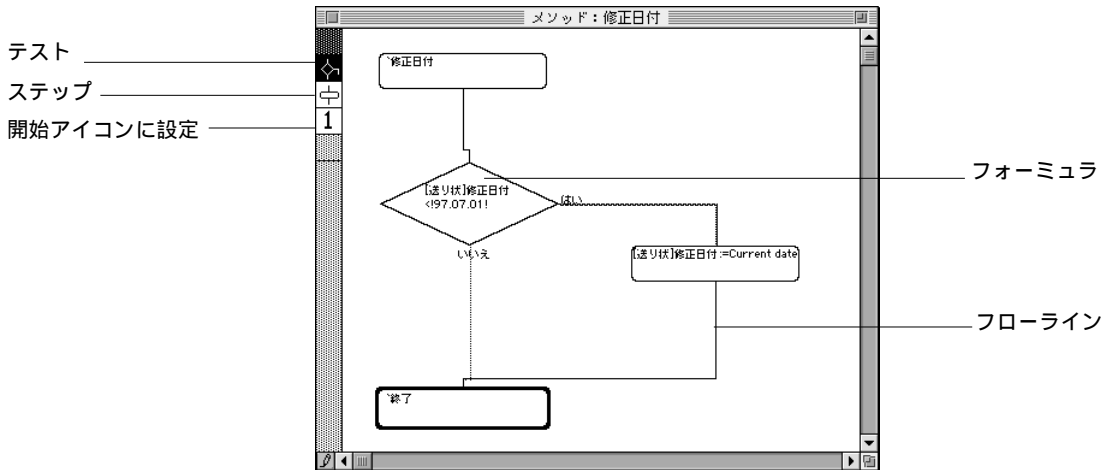 メソッド：修正日付
テスト
ステップ
1
開始アイコンに設定
`修正日付
[送り状]修正日付
<!97.07.01!
はい
いいえ
[送り状]修正日付:=Current date
`終了
フォーミュラ
フローライン